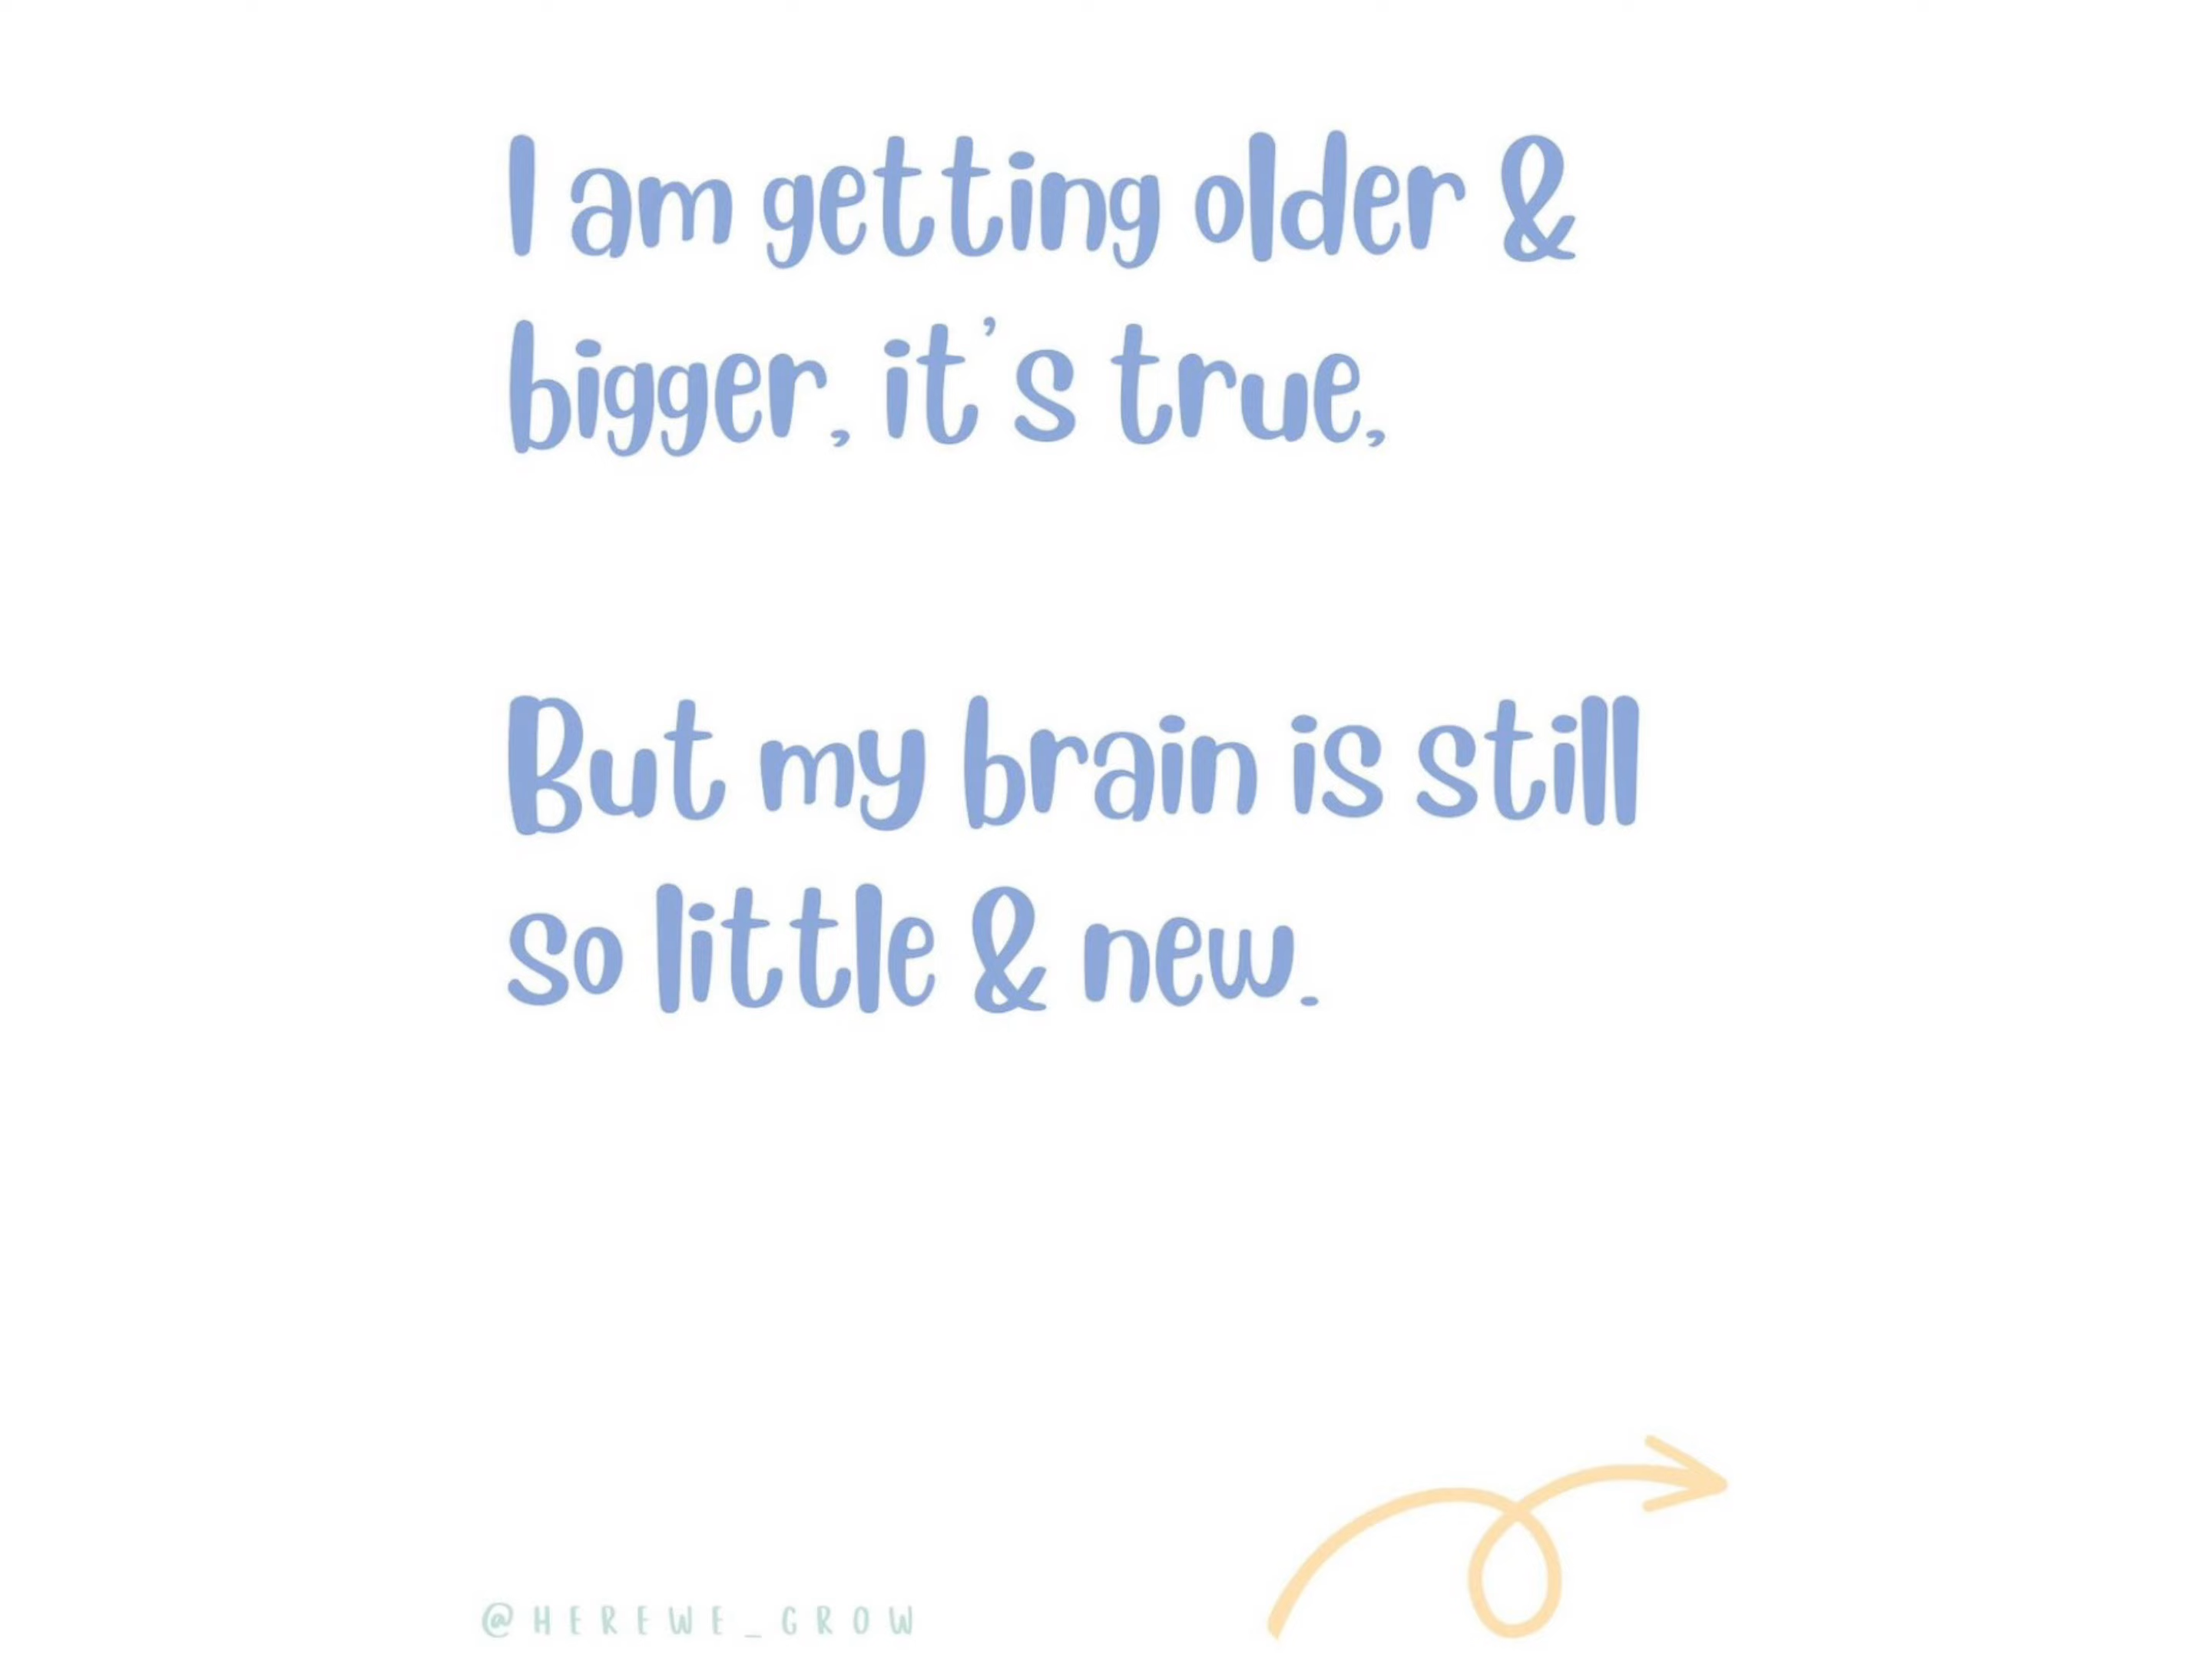 I am getting older &
bigger, it's true,
But my brain is still
so little & new.
@HEREWE_GROW